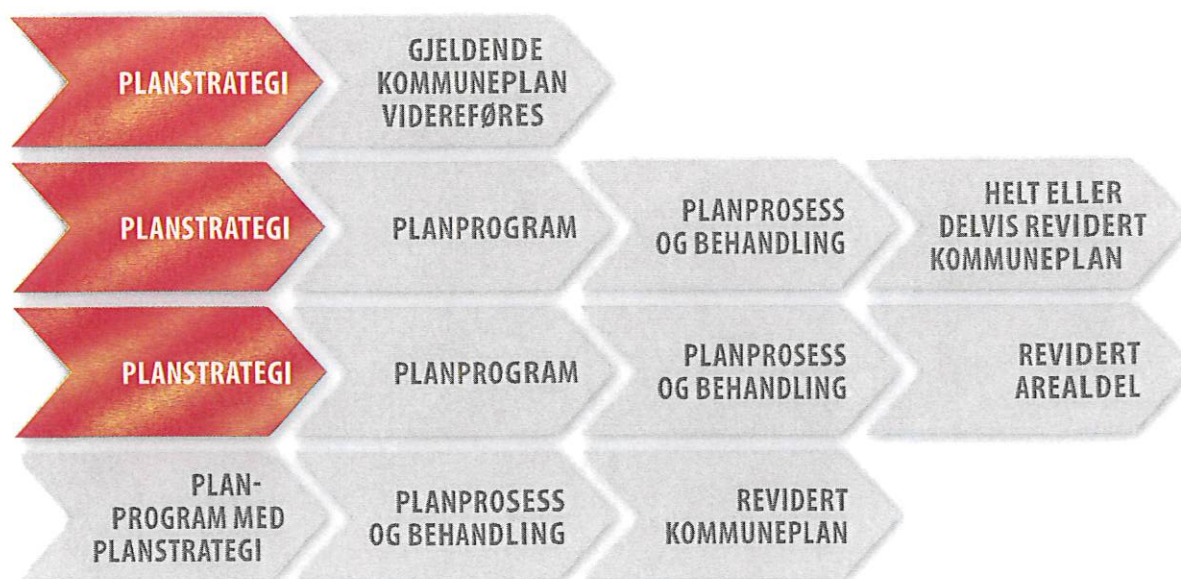 PLANSTRATEGI
GJELDENDE
KOMMUNEPLAN
VIDEREFØRES
PLANSTRATEGI
PLANPROGRAM
PLANPROSESS
OG BEHANDLING
HELT ELLER
DELVIS REVIDERT
KOMMUNEPLAN
PLANSTRATEGI
PLANPROGRAM
PLANPROSESS
OG BEHANDLING
REVIDERT
AREALDEL
PLAN-
PROGRAM MED
PLANSTRATEGI
PLANPROSESS
OG BEHANDLING
REVIDERT
KOMMUNEPLAN